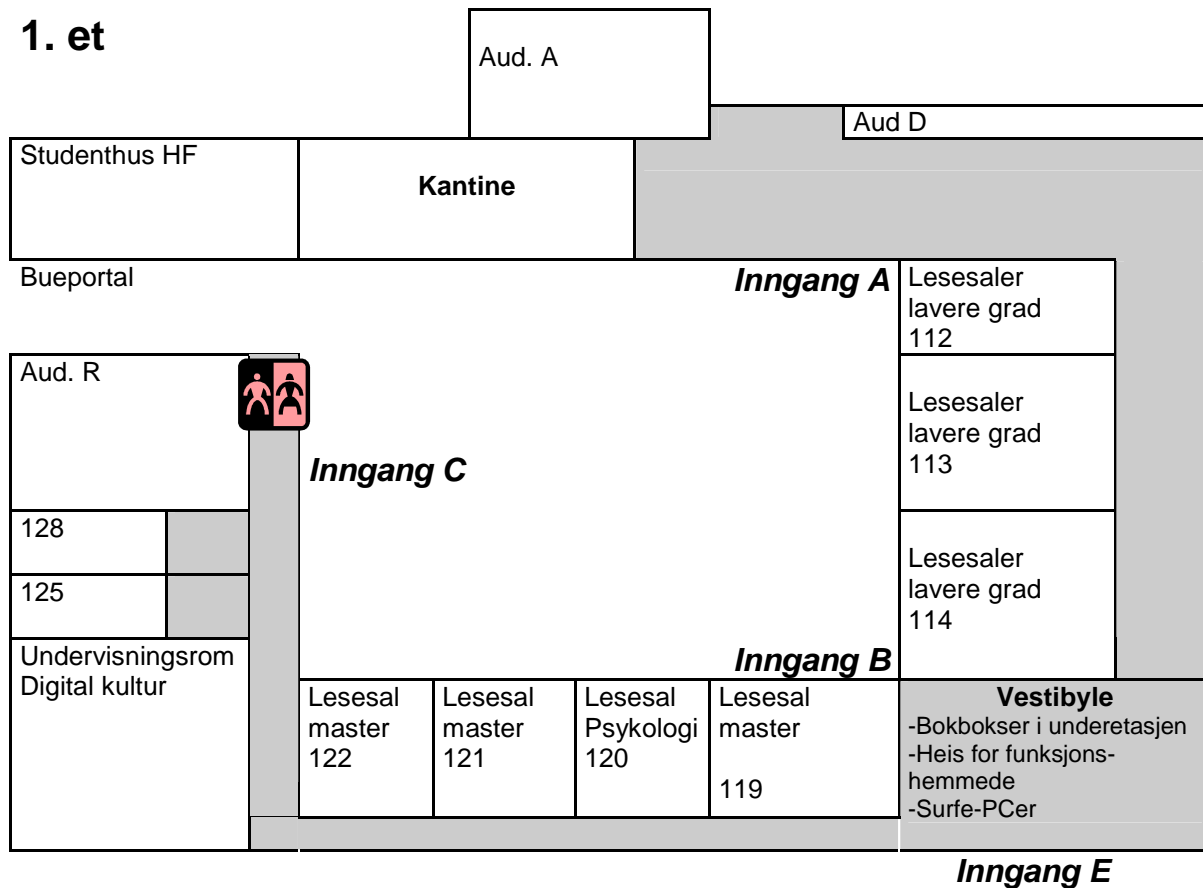 1. et
Aud. A
Aud D
Studenthus HF
Kantine
Bueportal
Inngang A
Lesesaler
lavere grad
112
Aud. R
Lesesaler
lavere grad
113
Inngang C
128
125
Lesesaler
lavere grad
114
Undervisningsrom
Digital kultur
Inngang B
Lesesal
master
122
Lesesal
master
121
Lesesal
Psykologi
120
Lesesal
master
119
Vestibyle
-Bokbokser i underetasjen
-Heis for funksjons-
hemmede
-Surfe-PCer
Inngang E